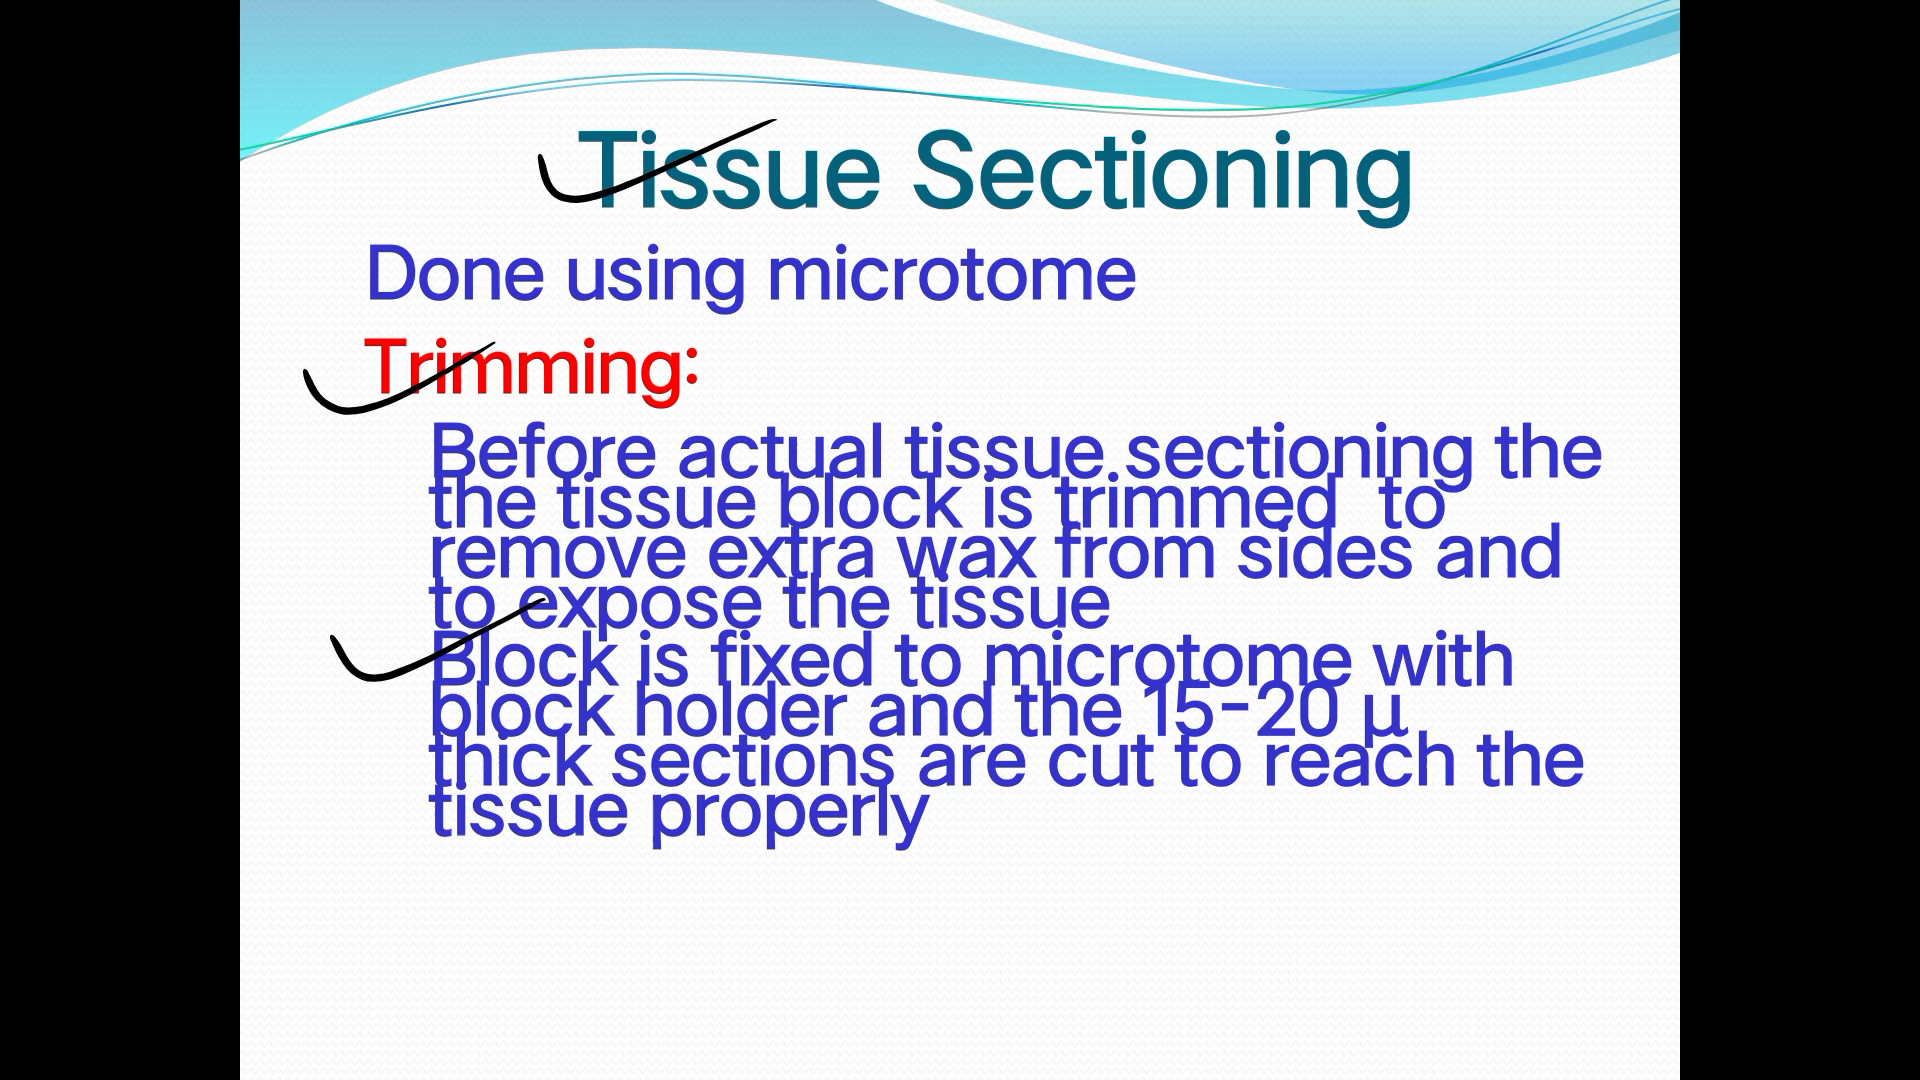 Tissue Sectioning
Done using microtome
Trimming:
Before actual tissue sectioning the
the tissue block is trimmed  to
remove extra wax from sides and
to expose the tissue
Block is fixed to microtome with
block holder and the 15-20 µ
thick sections are cut to reach the
tissue properly